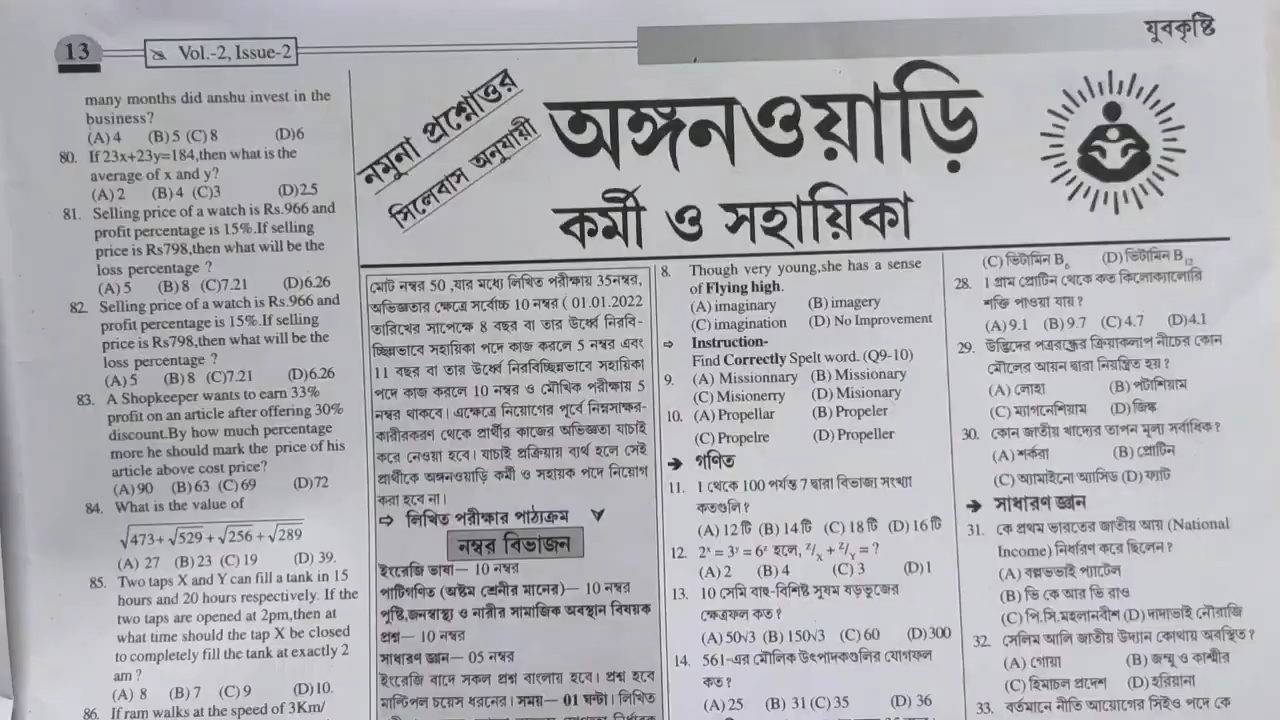 13
Vol.-2, Issue-2
যুবকৃষ্টি
many months did anshu invest in the
business?
(A) 4 (B) 5 (C) 8 (D)6
80. If 23x+23y=184,then what is the
average of x and y?
(A) 2 (B) 4 (C)3 (D)2.5
81. Selling price of a watch is Rs.966 and
profit percentage is 15%.If selling
price is Rs798,then what will be the
loss percentage ?
(A) 5 (B) 8 (C)7.21 (D)6.26
82. Selling price of a watch is Rs.966 and
profit percentage is 15%.If selling
price is Rs798,then what will be the
loss percentage ?
(A) 5 (B) 8 (C)7.21 (D)6.26
83. A Shopkeeper wants to earn 33%
profit on an article after offering 30%
discount.By how much percentage
more he should mark the price of his
article above cost price?
(A) 90 (B) 63 (C) 69 (D)72
84. What is the value of
√473+√529 + √256 + √289
(A) 27 (B) 23 (C) 19 (D) 39.
85. Two taps X and Y can fill a tank in 15
hours and 20 hours respectively. If the
two taps are opened at 2pm,then at
what time should the tap X be closed
to completely fill the tank at exactly 2
am ?
(A) 8 (B) 7 (C) 9 (D)10.
86. If ram walks at the speed of 3Km/
নমুনা প্রশ্নোত্তর
সিলেবাস অনুযায়ী
অঙ্গনওয়াড়ি
কর্মী ও সহায়িকা
মোট নম্বর 50 ,যার মধ্যে লিখিত পরীক্ষায় 35নম্বর,
অভিজ্ঞতার ক্ষেত্রে সর্বোচ্চ 10 নম্বর ( 01.01.2022
তারিখের সাপেক্ষে 8 বছর বা তার উর্ধ্বে নিরবি-
চ্ছিন্নভাবে সহায়িকা পদে কাজ করলে 5 নম্বর এবং
11 বছর বা তার উর্ধ্বে নিরবিচ্ছিন্নভাবে সহায়িকা
পদে কাজ করলে 10 নম্বর ও মৌখিক পরীক্ষায় 5
নম্বর থাকবে। এক্ষেত্রে নিয়োগের পূর্বে নিম্নসাক্ষর-
কারীকরণ থেকে প্রার্থীর কাজের অভিজ্ঞতা যাচাই
করে নেওয়া হবে। যাচাই প্রক্রিয়ায় ব্যর্থ হলে সেই
প্রার্থীকে অঙ্গনওয়াড়ি কর্মী ও সহায়ক পদে নিয়োগ
করা হবে না।
⇨ লিখিত পরীক্ষার পাঠ্যক্রম
নম্বর বিভাজন
ইংরেজি ভাষা— 10 নম্বর
পাটিগণিত (অষ্টম শ্রেনীর মানের)— 10 নম্বর
পুষ্টি,জনস্বাস্থ্য ও নারীর সামাজিক অবস্থান বিষয়ক
প্রশ্ন— 10 নম্বর
সাধারণ জ্ঞান— 05 নম্বর
ইংরেজি বাদে সকল প্রশ্ন বাংলায় হবে। প্রশ্ন হবে
মাল্টিপল চয়েস ধরনের। সময়— 01 ঘন্টা। লিখিত
8. Though very young,she has a sense
of Flying high.
(A) imaginary (B) imagery
(C) imagination (D) No Improvement
⇨ Instruction-
Find Correctly Spelt word. (Q9-10)
9. (A) Missionnary (B) Missionary
(C) Misionerry (D) Misionary
10. (A) Propellar (B) Propeler
(C) Propelre (D) Propeller
➔ গণিত
11. 1 থেকে 100 পর্যন্ত 7 দ্বারা বিভাজ্য সংখ্যা
কতগুলি?
(A) 12 টি (B) 14 টি (C) 18 টি (D) 16 টি
12. 2ˣ = 3ʸ = 6ᶻ হলে, ᶻ/ₓ + ᶻ/ᵧ = ?
(A) 2 (B) 4 (C) 3 (D)1
13. 10 সেমি বাহু-বিশিষ্ট সুষম ষড়ভুজের
ক্ষেত্রফল কত?
(A) 50√3 (B) 150√3 (C) 60 (D) 300
14. 561-এর মৌলিক উৎপাদকগুলির যোগফল
কত?
(A) 25 (B) 31 (C) 35 (D) 36
(C) ভিটামিন B₆ (D) ভিটামিন B₁₂
28. 1 গ্রাম প্রোটিন থেকে কত কিলোক্যালোরি
শক্তি পাওয়া যায়?
(A) 9.1 (B) 9.7 (C) 4.7 (D)4.1
29. উদ্ভিদের পত্ররন্ধ্রের ক্রিয়াকলাপ নীচের কোন
মৌলের আয়ন দ্বারা নিয়ন্ত্রিত হয়?
(A) লোহা (B) পটাশিয়াম
(C) ম্যাগনেশিয়াম (D) জিঙ্ক
30. কোন জাতীয় খাদ্যের তাপন মূল্য সর্বাধিক?
(A) শর্করা (B) প্রোটিন
(C) অ্যামাইনো অ্যাসিড (D) ফ্যাট
➔ সাধারণ জ্ঞান
31. কে প্রথম ভারতের জাতীয় আয় (National
Income) নির্ধারণ করে ছিলেন?
(A) বল্লভভাই প্যাটেল
(B) ভি কে আর ভি রাও
(C) পি.সি.মহলানবীশ (D) দাদাভাই নৌরাজি
32. সেলিম আলি জাতীয় উদ্যান কোথায় অবস্থিত?
(A) গোয়া (B) জম্মু ও কাশ্মীর
(C) হিমাচল প্রদেশ (D) হরিয়ানা
33. বর্তমানে নীতি আয়োগের সিইও পদে কে